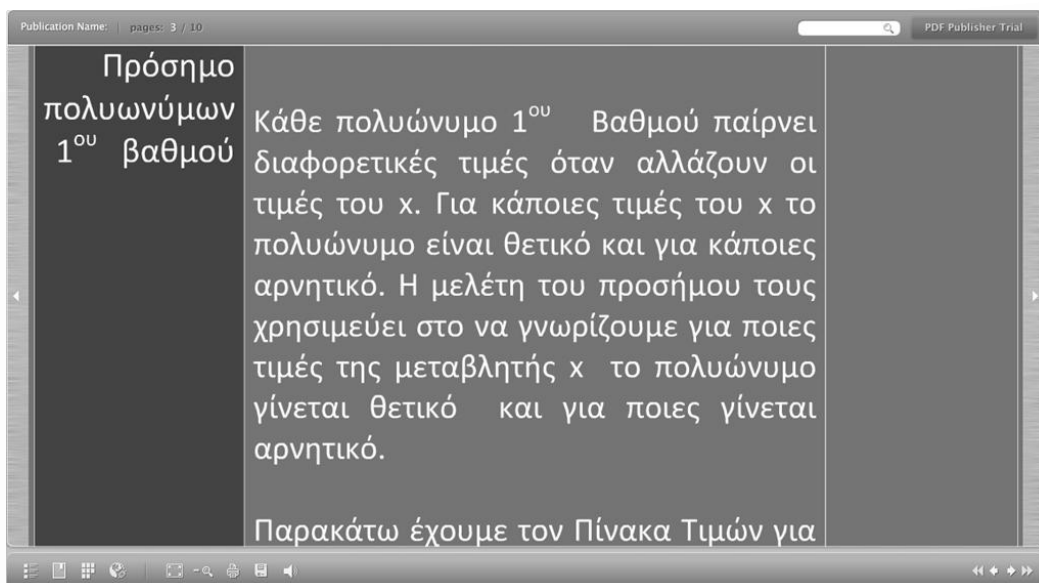 Publication Name: | pages: 3 / 10
PDF Publisher Trial
Πρόσημο
πολυωνύμων
1ου βαθμού
Κάθε πολυώνυμο 1ου Βαθμού παίρνει
διαφορετικές τιμές όταν αλλάζουν οι
τιμές του x. Για κάποιες τιμές του x το
πολυώνυμο είναι θετικό και για κάποιες
αρνητικό. Η μελέτη του προσήμου τους
χρησιμεύει στο να γνωρίζουμε για ποιες
τιμές της μεταβλητής x το πολυώνυμο
γίνεται θετικό και για ποιες γίνεται
αρνητικό.
Παρακάτω έχουμε τον Πίνακα Τιμών για